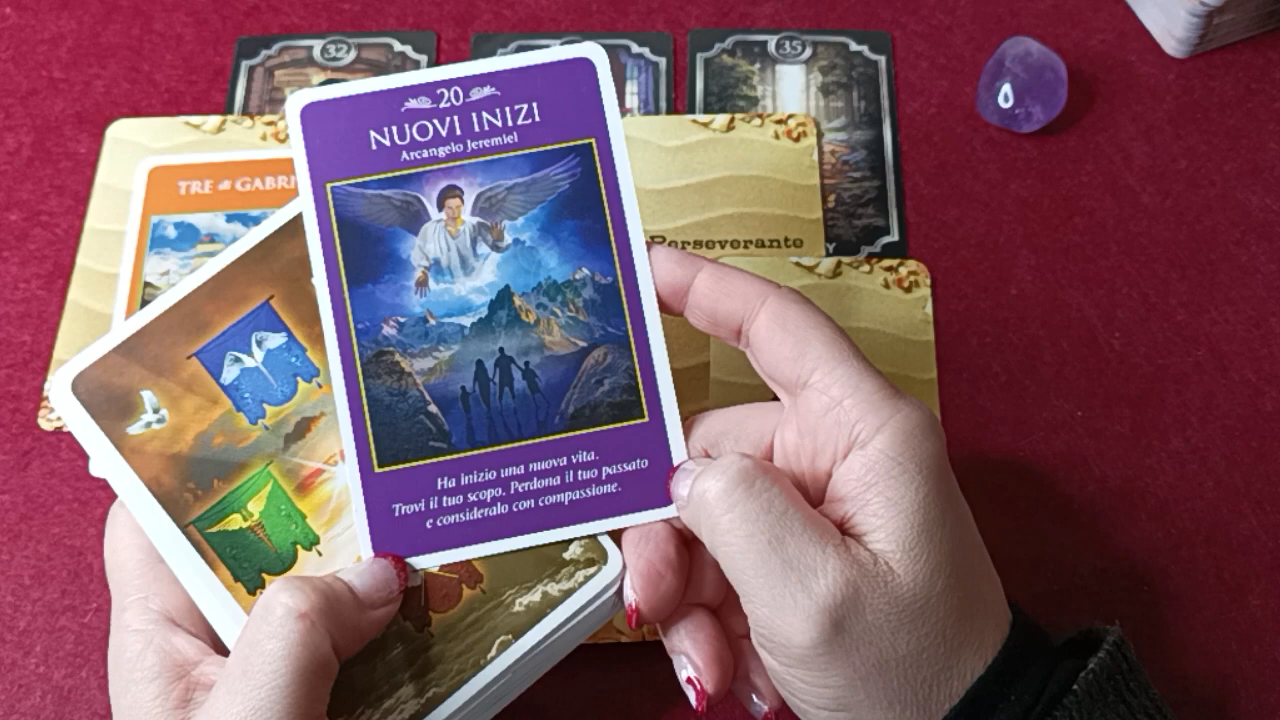 32
35
20
NUOVI INIZI
Arcangelo Jeremiel
TRE di
Perseverante
Ha inizio una nuova vita.
Trovi il tuo scopo. Perdona il tuo passato
e consideralo con compassione.